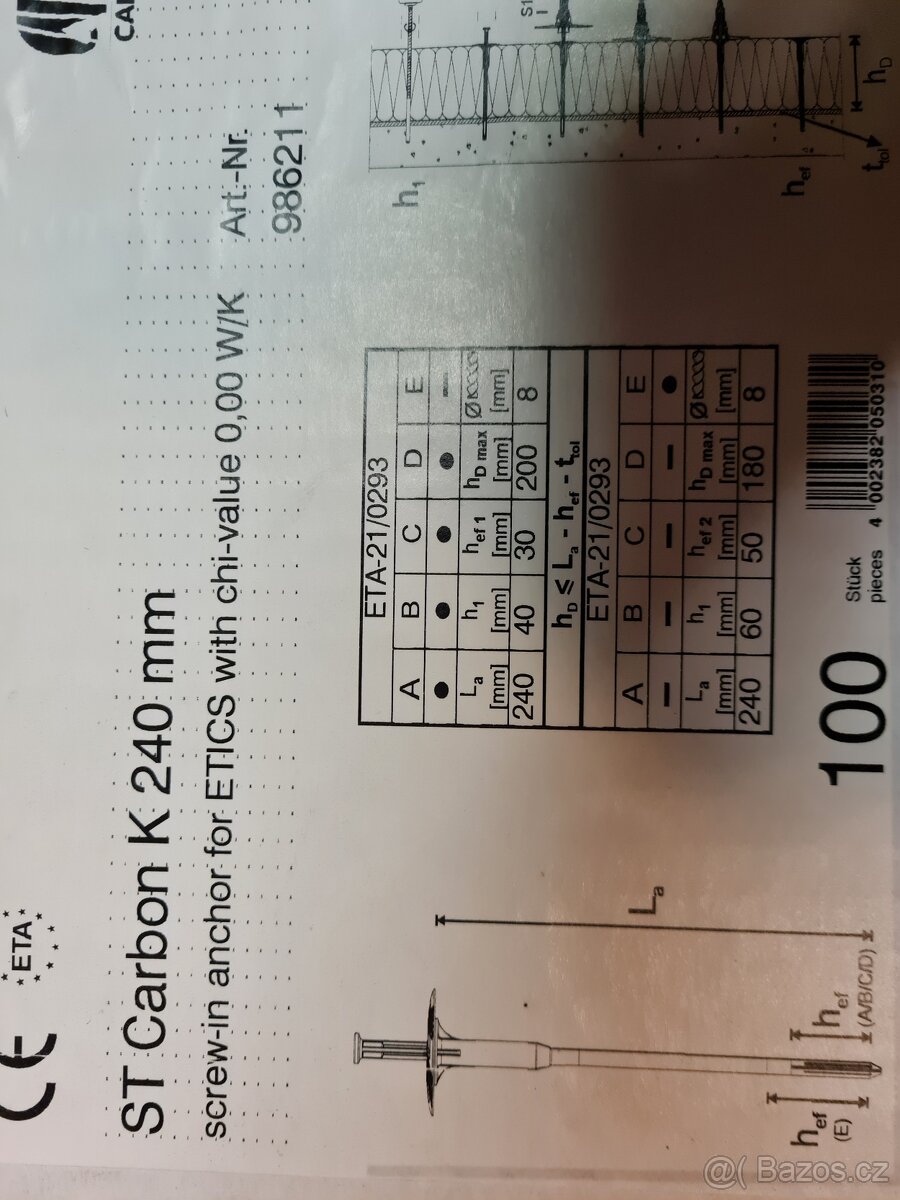 CE
ETA
ST Carbon K 240 mm
screw-in anchor for ETICS with chi-value 0,00 W/K
Art.-Nr.
986211
ETA-21/0293
A B C D E
● ● ● ● –
La h1 hef 1 hD max Ø
[mm] [mm] [mm] [mm] [mm]
240 40 30 200 8
hD ≤ La - hef - ttol
ETA-21/0293
A B C D E
– – – – ●
La h1 hef 2 hD max Ø
[mm] [mm] [mm] [mm] [mm]
240 60 50 180 8
100
Stück
pieces
4 002382 050310
La
hef
(A/B/C/D)
hef
(E)
S1
h1
hD
hef
ttol
@( Bazos.cz